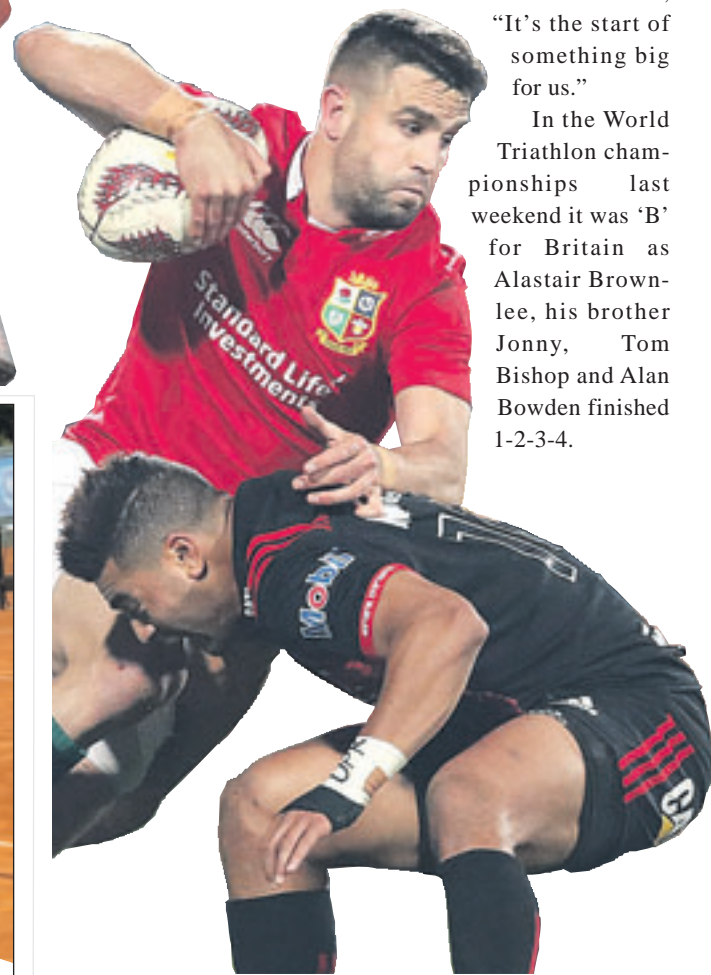 “It's the start of
something big
for us.”
In the World
Triathlon cham-
pionships last
weekend it was ‘B’
for Britain as
Alastair Brown-
lee, his brother
Jonny, Tom
Bishop and Alan
Bowden finished
1-2-3-4.
Standard Life
Investments
Mobil